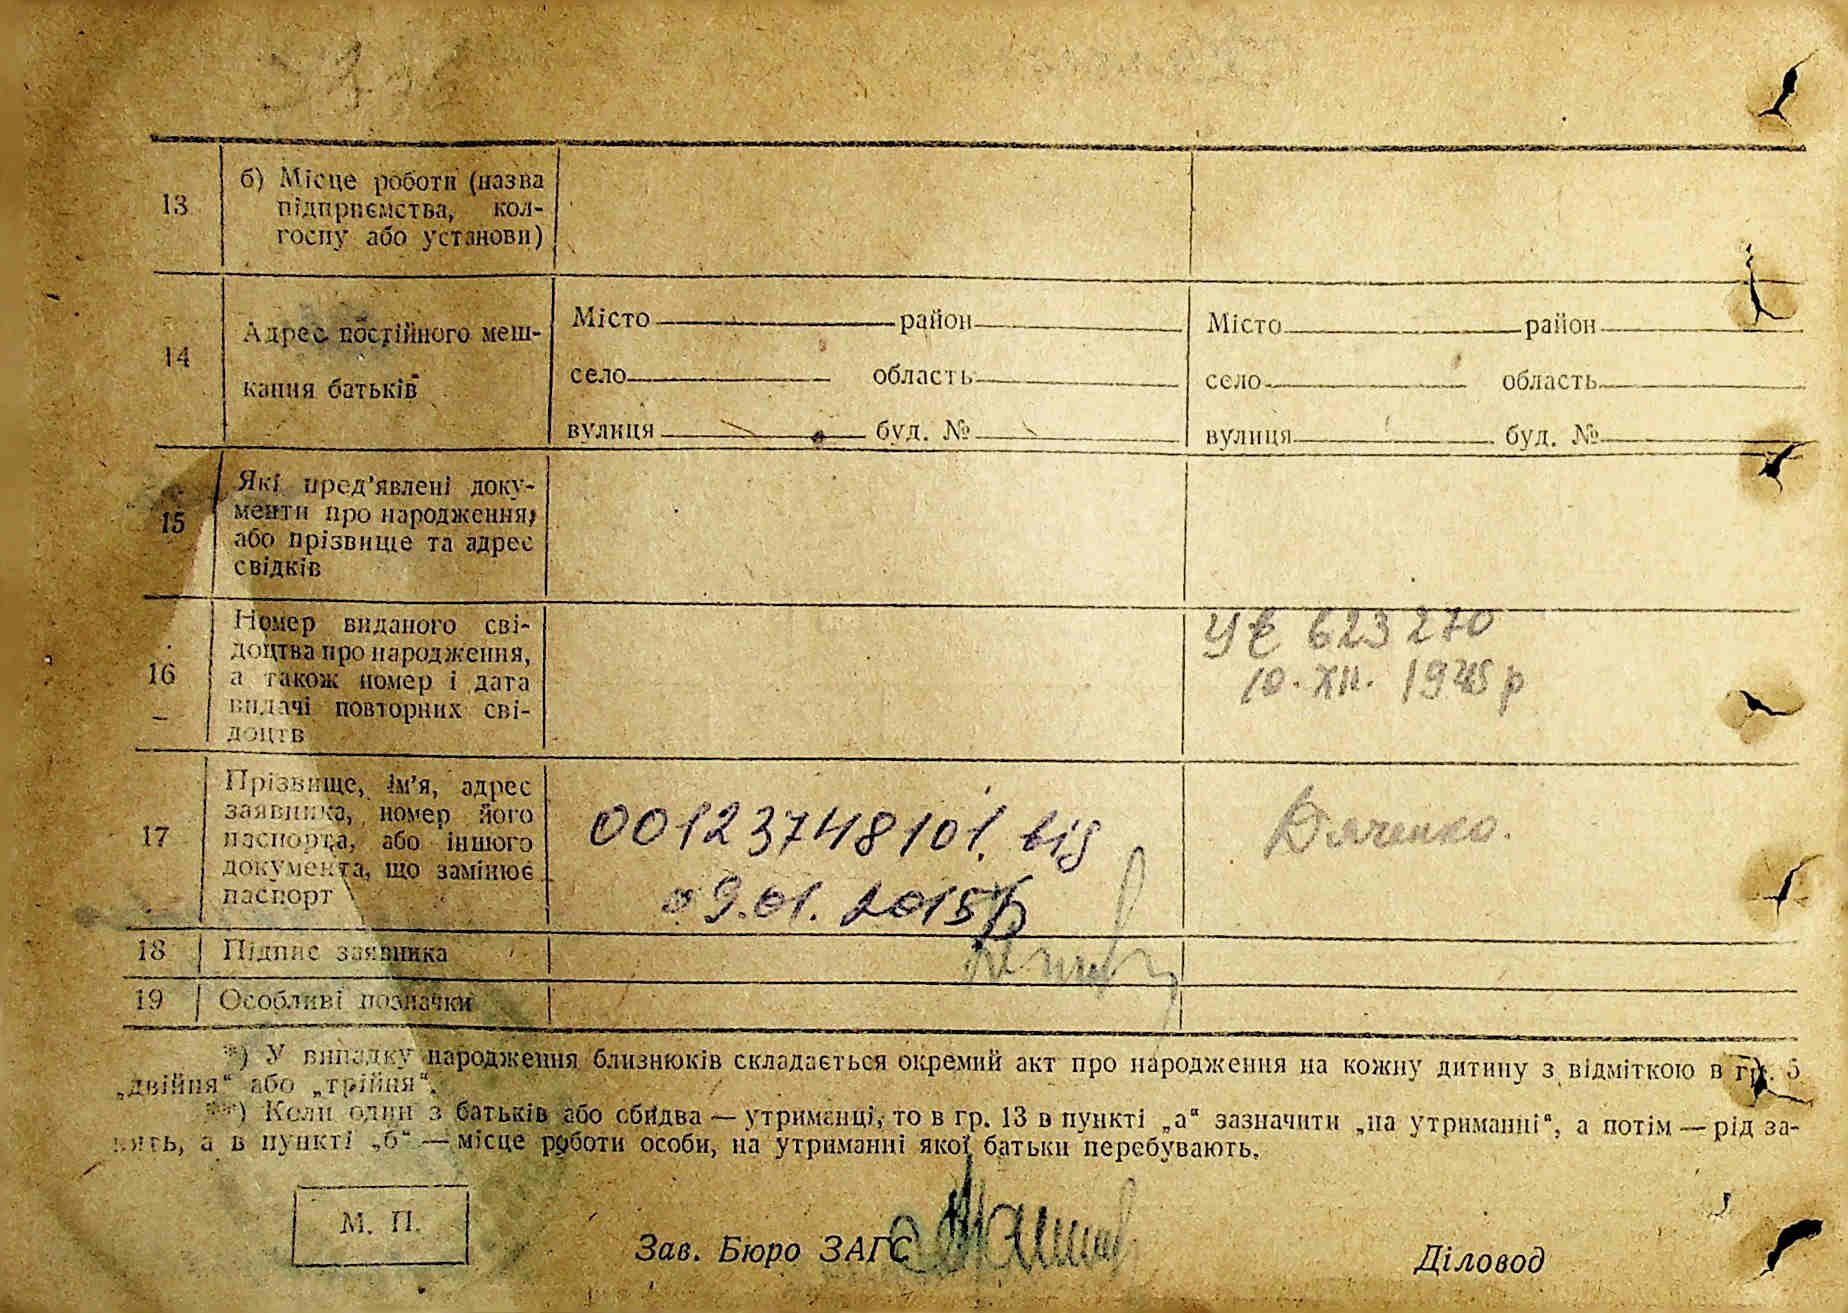 13
б) Місце роботи (назва
підприємства, кол-
госпу або установи)
14
Адрес постійного меш-
кання батьків
Місто район
село область
вулиця буд. №
Місто район
село область
вулиця буд. №
15
Які пред'явлені доку-
менти про народження,
або прізвище та адрес
свідків
16
Номер виданого сві-
доцтва про народження,
а також номер і дата
видачі повторних сві-
доцтв
623270
10. XII. 1945 р
17
Прізвище, ім'я, адрес
заявника, номер його
паспорта, або іншого
документа, що замінює
паспорт
00123748101. від
09.01.2015р
Дяченко.
18 Підпис заявника
19 Особливі позначки
*) У випадку народження близнюків складається окремий акт про народження на кожну дитину з відміткою в гр. 5
„двійня“ або „трійня“.
**) Коли один з батьків або обидва — утриманці, то в гр. 13 в пункті „а“ зазначити „на утриманні“, а потім — рід за-
нять, а в пункті „б“ — місце роботи особи, на утриманні якої батьки перебувають.
М. П.
Зав. Бюро ЗАГС
Діловод